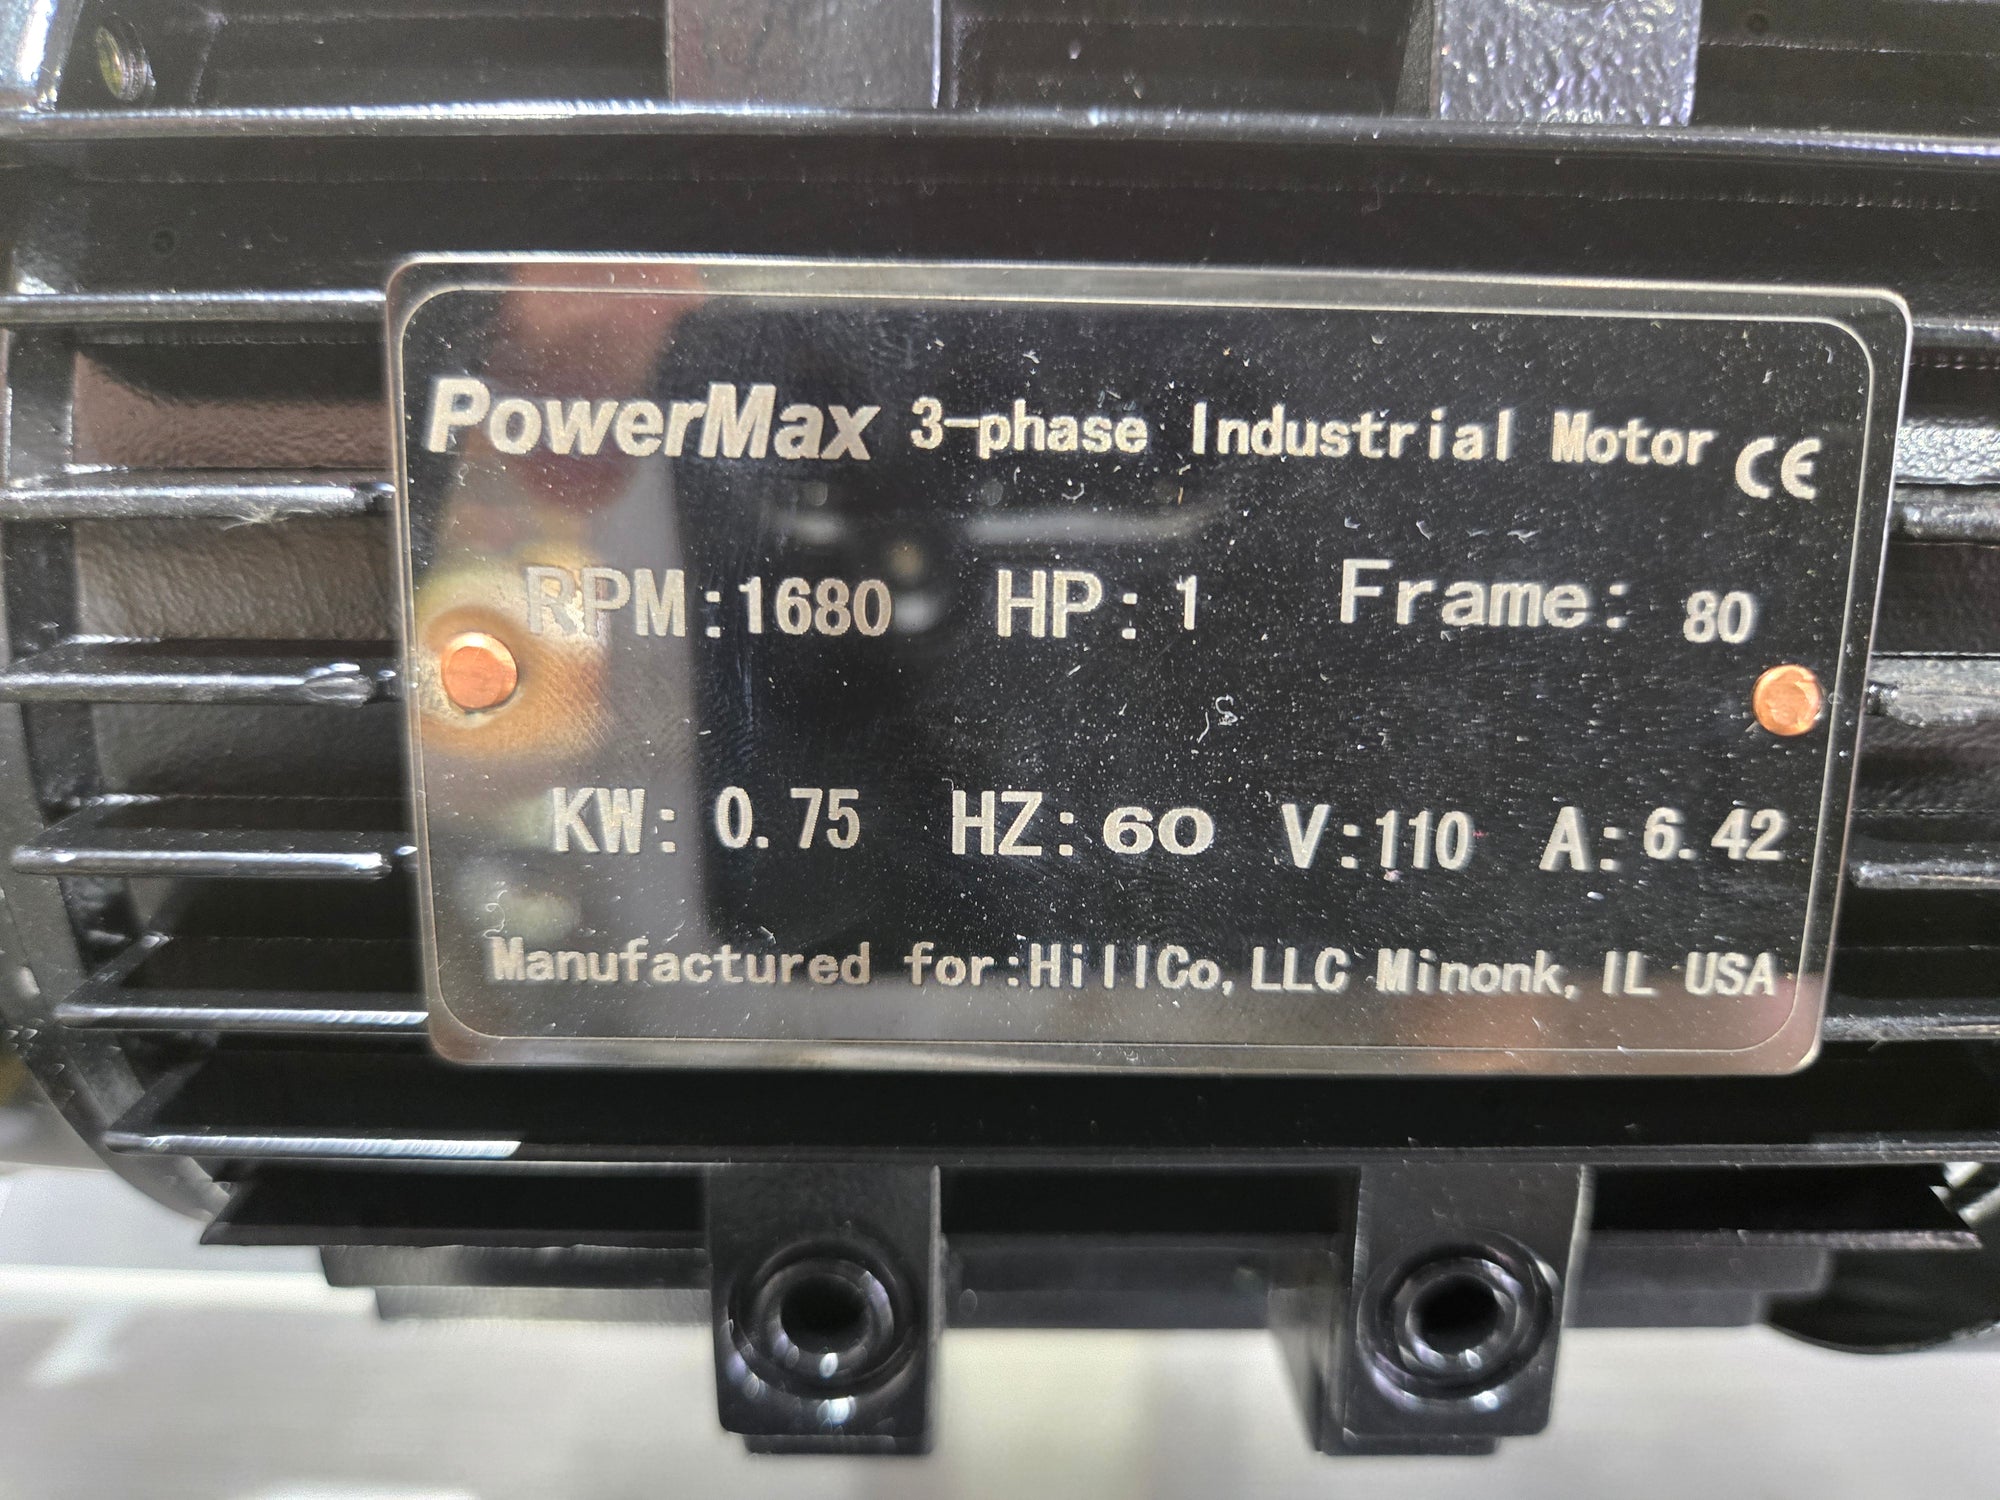 PowerMax 3-phase Industrial Motor CE
RPM:1680 HP: 1 Frame: 80
KW: 0.75 HZ:60 V:110 A:6.42
Manufactured for:HillCo,LLC Minonk, IL USA